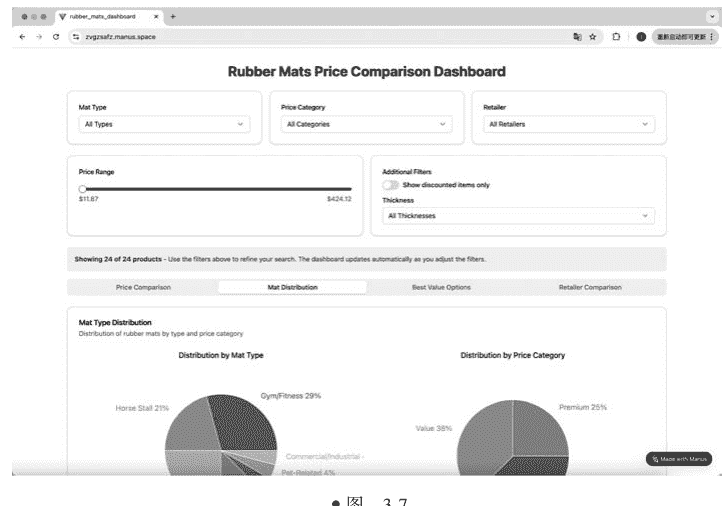 rubber_mats_dashboard
zvgzsafz.manus.space
重新启动即可更新
Rubber Mats Price Comparison Dashboard
Mat Type
All Types
Price Category
All Categories
Retailer
All Retailers
Price Range
$11.87
$424.12
Additional Filters
Show discounted items only
Thickness
All Thicknesses
Showing 24 of 24 products - Use the filters above to refine your search. The dashboard updates automatically as you adjust the filters.
Price Comparison
Mat Distribution
Best Value Options
Retailer Comparison
Mat Type Distribution
Distribution of rubber mats by type and price category
Distribution by Mat Type
Distribution by Price Category
Gym/Fitness 29%
Horse Stall 21%
Commercial/Industrial -
Pet-Related 4%
Premium 25%
Value 38%
Made with Manus
●图 3.7